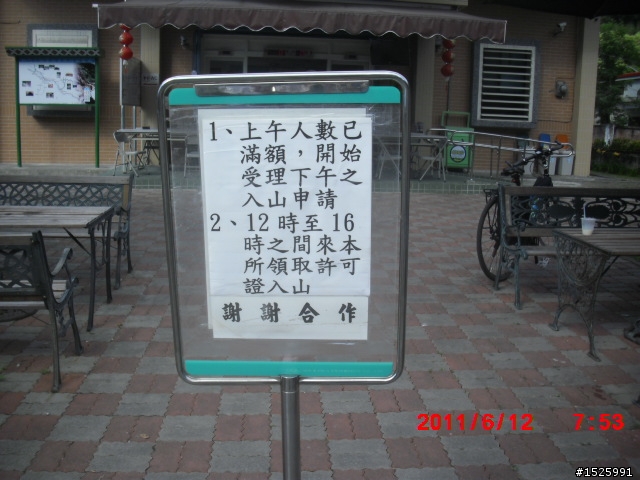 1、上午人數已
滿額，開始
受理下午之
入山申請
2、12時至16
時之間來本
所領取許可
證入山
謝謝合作
2011/6/12 7:53
#1525991